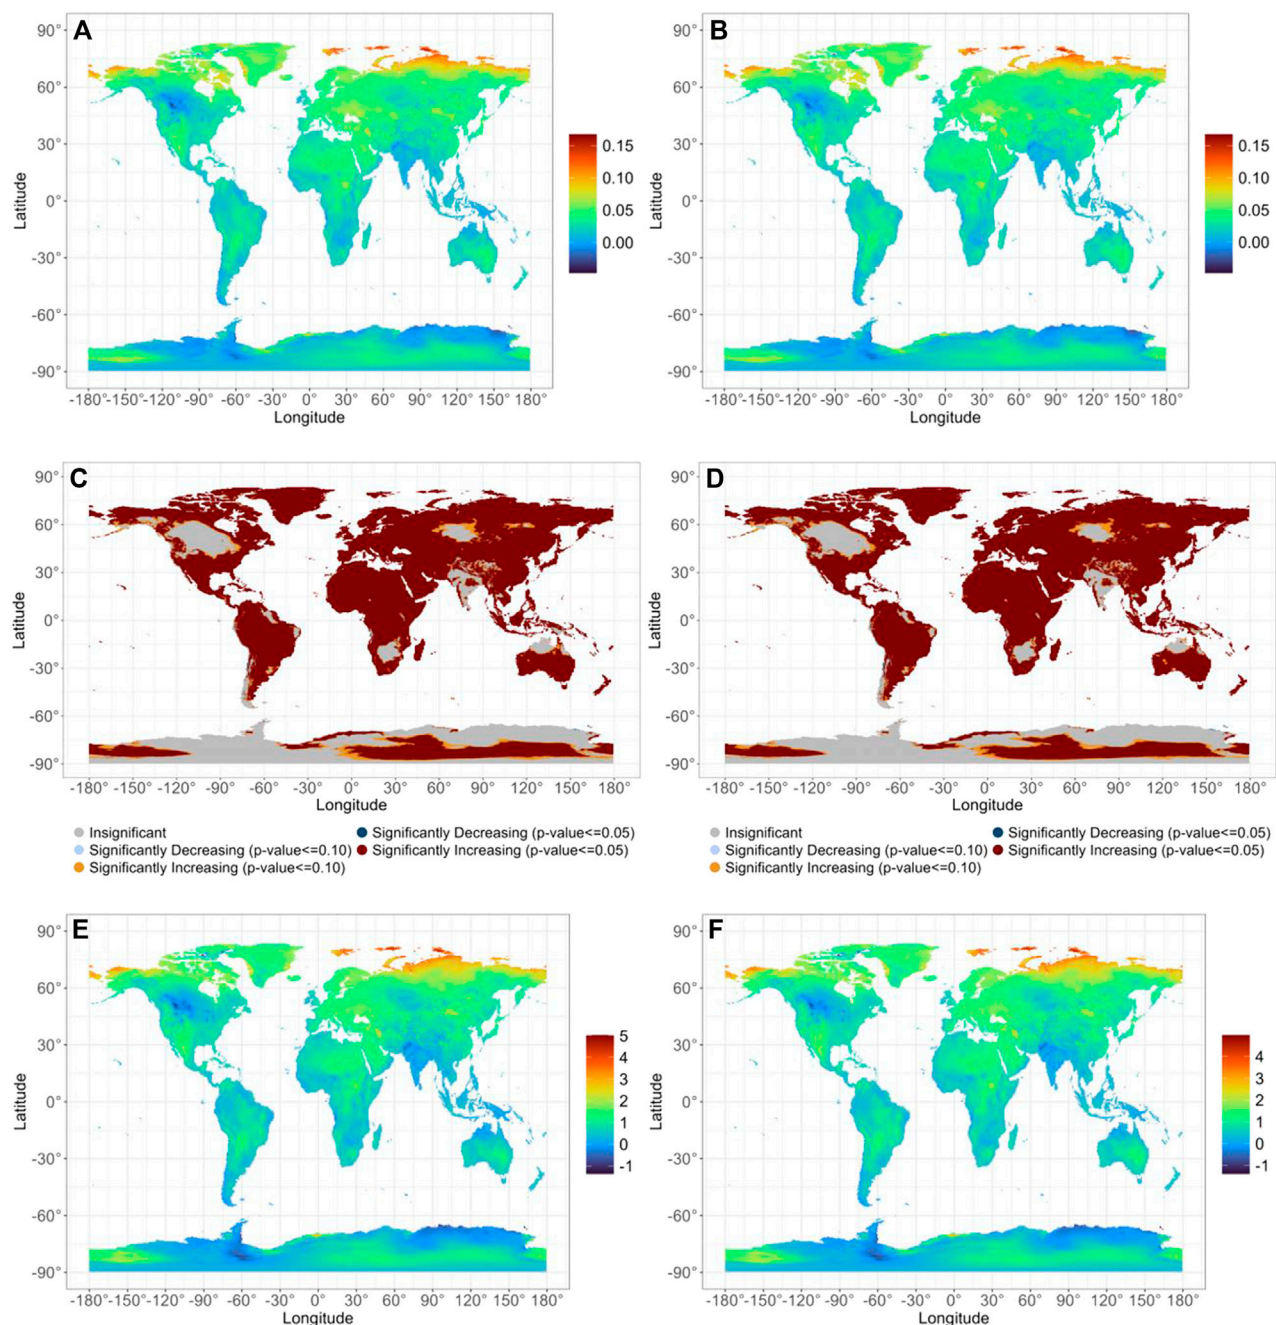 A
90°
60°
30°
0°
-30°
-60°
-90°
Latitude
-180° -150° -120° -90° -60° -30° 0° 30° 60° 90° 120° 150° 180°
Longitude
0.15
0.10
0.05
0.00
B
90°
60°
30°
0°
-30°
-60°
-90°
Latitude
-180° -150° -120° -90° -60° -30° 0° 30° 60° 90° 120° 150° 180°
Longitude
0.15
0.10
0.05
0.00
C
90°
60°
30°
0°
-30°
-60°
-90°
Latitude
-180° -150° -120° -90° -60° -30° 0° 30° 60° 90° 120° 150° 180°
Longitude
Insignificant
Significantly Decreasing (p-value<=0.05)
Significantly Decreasing (p-value<=0.10)
Significantly Increasing (p-value<=0.05)
Significantly Increasing (p-value<=0.10)
D
90°
60°
30°
0°
-30°
-60°
-90°
Latitude
-180° -150° -120° -90° -60° -30° 0° 30° 60° 90° 120° 150° 180°
Longitude
Insignificant
Significantly Decreasing (p-value<=0.05)
Significantly Decreasing (p-value<=0.10)
Significantly Increasing (p-value<=0.05)
Significantly Increasing (p-value<=0.10)
E
90°
60°
30°
0°
-30°
-60°
-90°
Latitude
-180° -150° -120° -90° -60° -30° 0° 30° 60° 90° 120° 150° 180°
Longitude
5
4
3
2
1
0
-1
F
90°
60°
30°
0°
-30°
-60°
-90°
Latitude
-180° -150° -120° -90° -60° -30° 0° 30° 60° 90° 120° 150° 180°
Longitude
4
3
2
1
0
-1